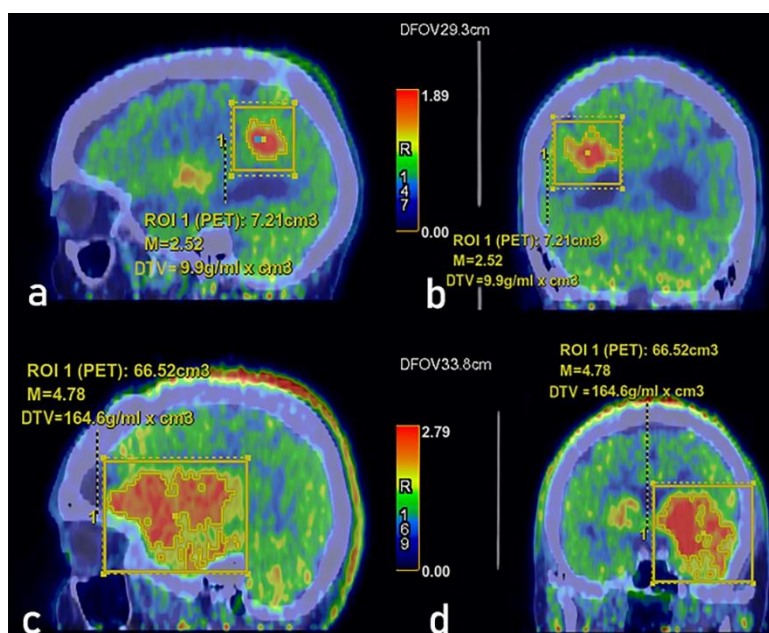 DFOV29.3cm
1.89
R
1
4
7
0.00
1
ROI 1 (PET): 7.21cm3
M=2.52
DTV= 9.9g/ml x cm3
a
1
ROI 1 (PET): 7.21cm3
M=2.52
DTV=9.9g/ml x cm3
b
ROI 1 (PET): 66.52cm3
M=4.78
DTV=164.6g/ml x cm3
1
c
DFOV33.8cm
2.79
R
1
6
9
0.00
ROI 1 (PET): 66.52cm3
M=4.78
DTV =164.6g/ml x cm3
1
d